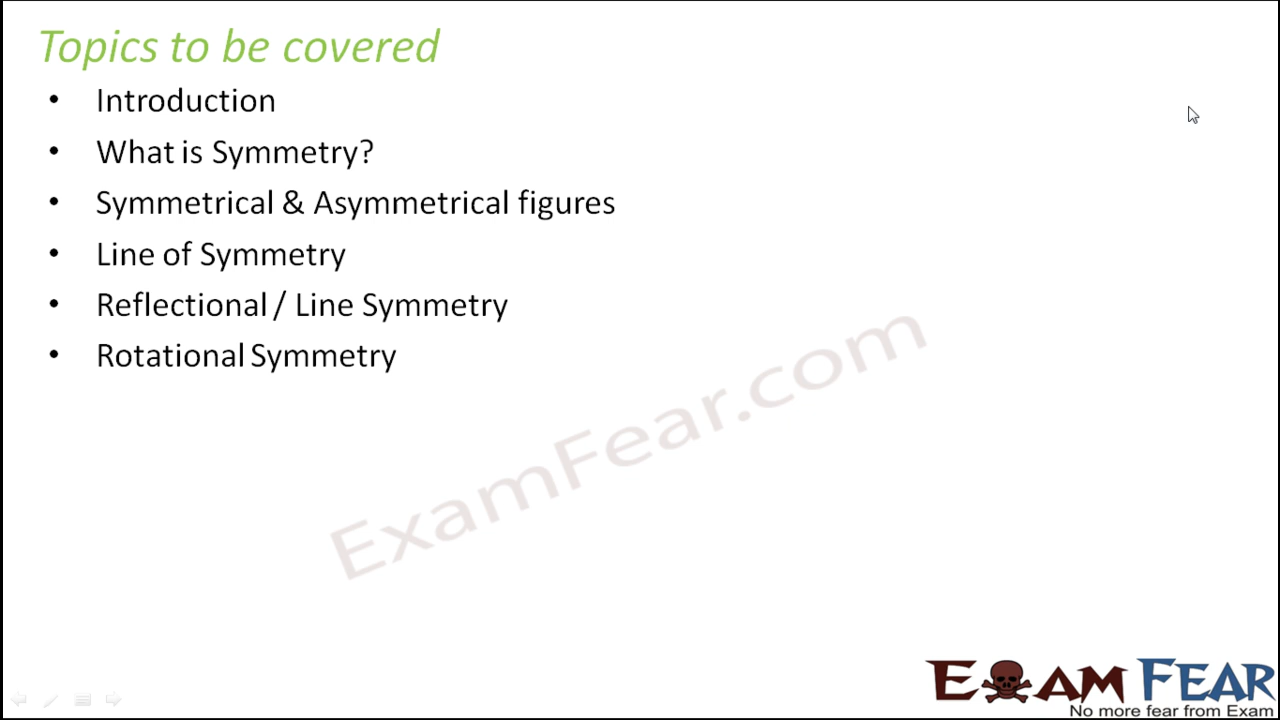 Topics to be covered
• Introduction
• What is Symmetry?
• Symmetrical & Asymmetrical figures
• Line of Symmetry
• Reflectional / Line Symmetry
• Rotational Symmetry
ExamFear.com
EXAM FEAR
No more fear from Exam